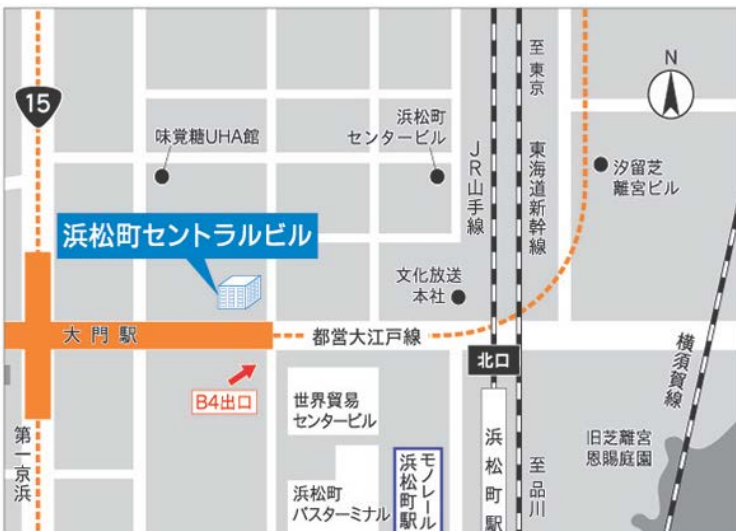 15
至東京
N
浜松町
センタービル
味覚糖UHA館
JR山手線
東海道新幹線
汐留芝
離宮ビル
浜松町セントラルビル
文化放送
本社
大門駅
都営大江戸線
北口
横須賀線
B4出口
世界貿易
センタービル
第一京浜
浜松町
バスターミナル
モノレール
浜松町駅
浜松町駅
至品川
旧芝離宮
恩賜庭園